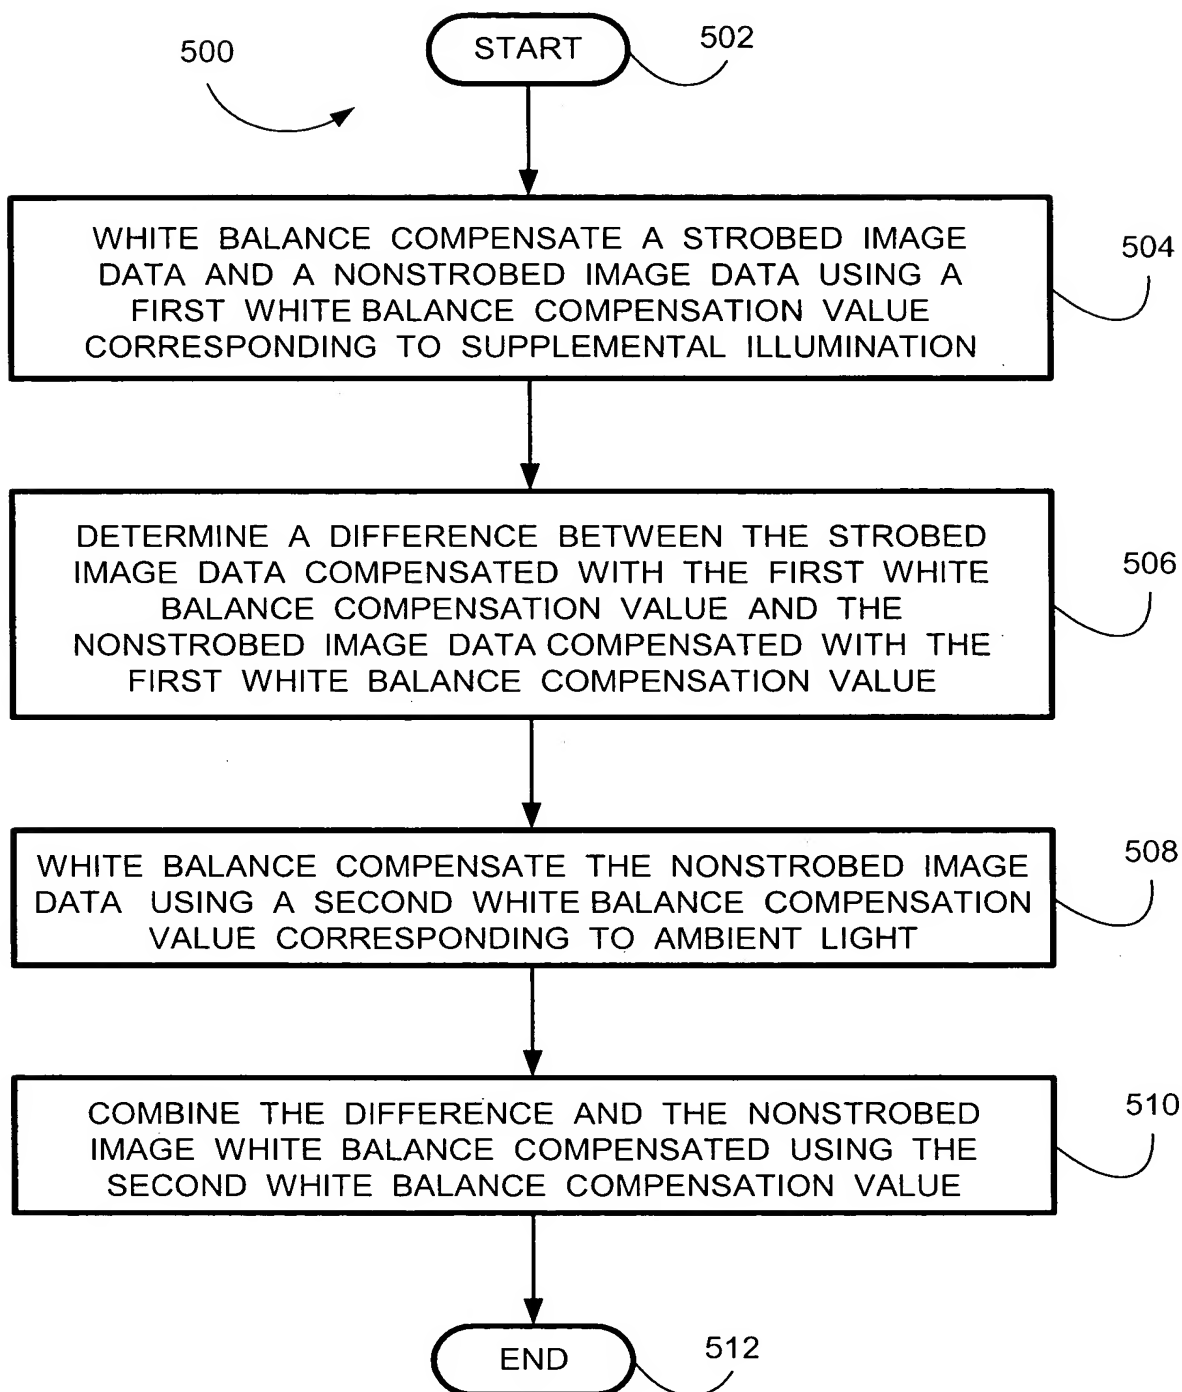 500
START
502
WHITE BALANCE COMPENSATE A STROBED IMAGE
DATA AND A NONSTROBED IMAGE DATA USING A
FIRST WHITE BALANCE COMPENSATION VALUE
CORRESPONDING TO SUPPLEMENTAL ILLUMINATION
504
DETERMINE A DIFFERENCE BETWEEN THE STROBED
IMAGE DATA COMPENSATED WITH THE FIRST WHITE
BALANCE COMPENSATION VALUE AND THE
NONSTROBED IMAGE DATA COMPENSATED WITH THE
FIRST WHITE BALANCE COMPENSATION VALUE
506
WHITE BALANCE COMPENSATE THE NONSTROBED IMAGE
DATA USING A SECOND WHITE BALANCE COMPENSATION
VALUE CORRESPONDING TO AMBIENT LIGHT
508
COMBINE THE DIFFERENCE AND THE NONSTROBED
IMAGE WHITE BALANCE COMPENSATED USING THE
SECOND WHITE BALANCE COMPENSATION VALUE
510
END
512